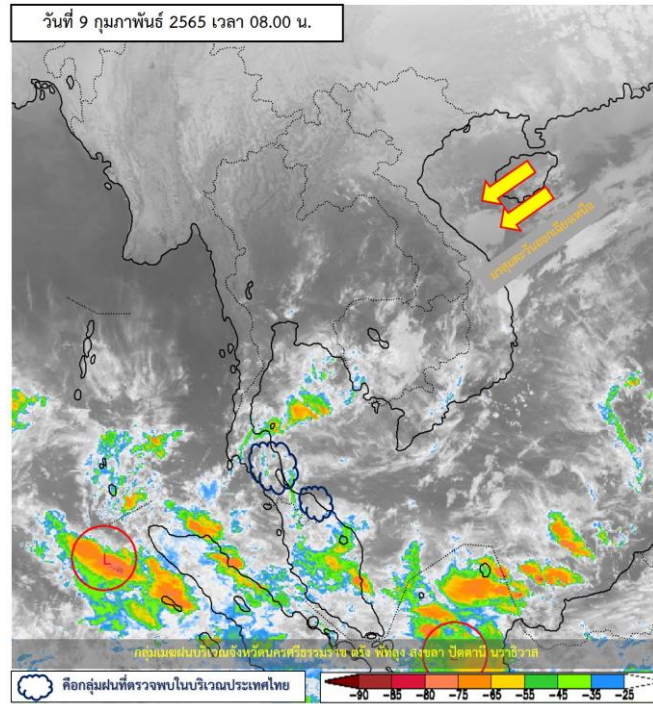 วันที่ 9 กุมภาพันธ์ 2565 เวลา 08.00 น.
มรสุมตะวันออกเฉียงเหนือ
L
กลุ่มเมฆฝนบริเวณจังหวัดนครศรีธรรมราช ตรัง พัทลุง สงขลา ปัตตานี นราธิวาส
คือกลุ่มฝนที่ตรวจพบในบริเวณประเทศไทย
-90 -85 -80 -75 -65 -55 -45 -35 -25